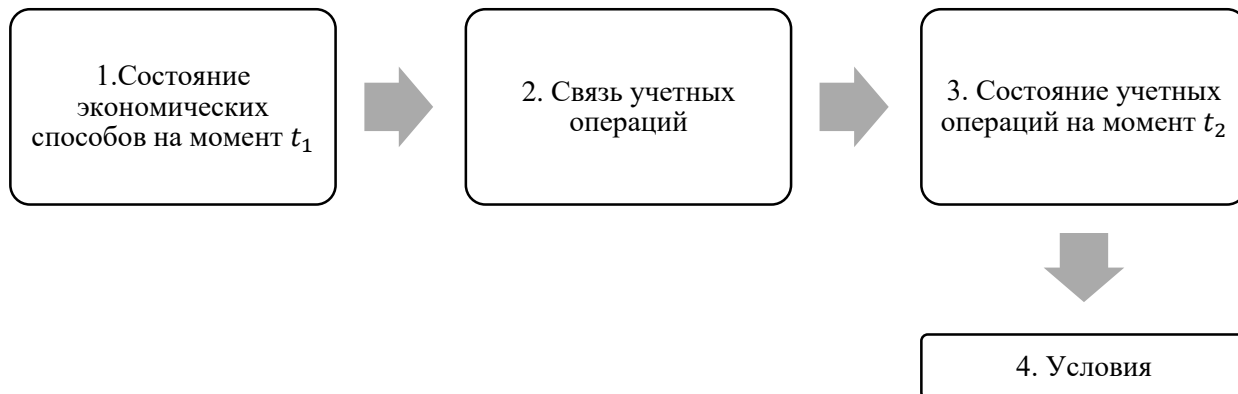 1.Состояние
экономических
способов на момент t₁
2. Связь учетных
операций
3. Состояние учетных
операций на момент t₂
4. Условия